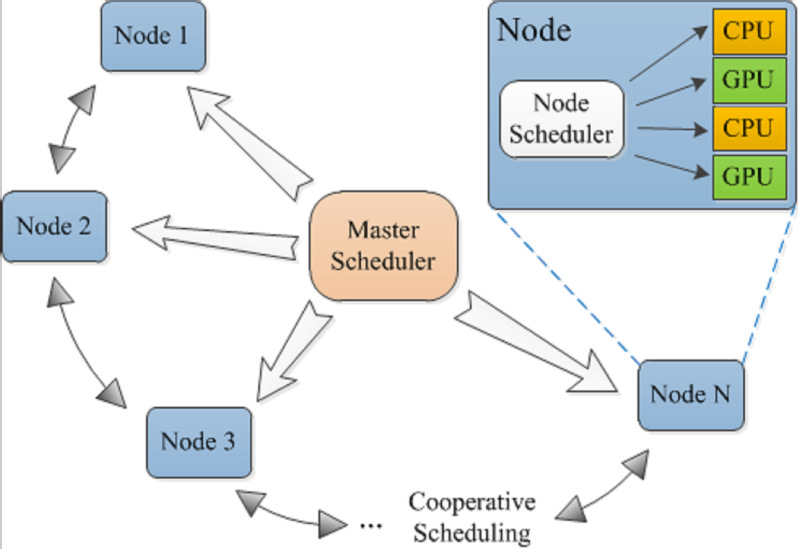 Node 1
Node
CPU
GPU
CPU
GPU
Node
Scheduler
Node 2
Master
Scheduler
Node 3
Node N
...
Cooperative
Scheduling